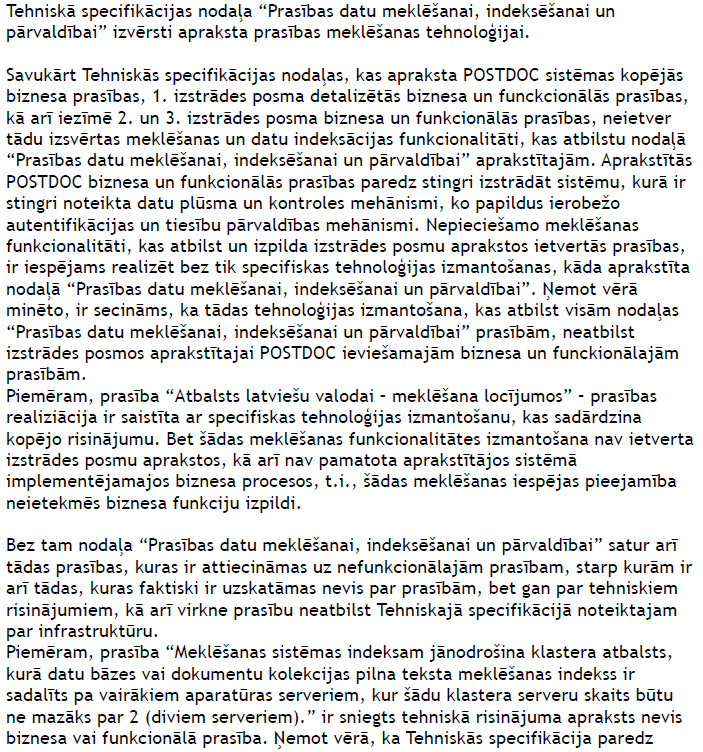 Tehniskā specifikācijas nodaļa “Prasības datu meklēšanai, indeksēšanai un
pārvaldībai” izvērsti apraksta prasības meklēšanas tehnoloģijai.

Savukārt Tehniskās specifikācijas nodaļas, kas apraksta POSTDOC sistēmas kopējās
biznesa prasības, 1. izstrādes posma detalizētās biznesa un funckcionālās prasības,
kā arī iezīmē 2. un 3. izstrādes posma biznesa un funkcionālās prasības, neietver
tādu izsvērtas meklēšanas un datu indeksācijas funkcionalitāti, kas atbilstu nodaļā
“Prasības datu meklēšanai, indeksēšanai un pārvaldībai” aprakstītajām. Aprakstītās
POSTDOC biznesa un funkcionālās prasības paredz stingri izstrādāt sistēmu, kurā ir
stingri noteikta datu plūsma un kontroles mehānismi, ko papildus ierobežo
autentifikācijas un tiesību pārvaldības mehānismi. Nepieciešamo meklēšanas
funkcionalitāti, kas atbilst un izpilda izstrādes posmu aprakstos ietvertās prasības,
ir iespējams realizēt bez tik specifiskas tehnoloģijas izmantošanas, kāda aprakstīta
nodaļā “Prasības datu meklēšanai, indeksēšanai un pārvaldībai”. Ņemot vērā
minēto, ir secināms, ka tādas tehnoloģijas izmantošana, kas atbilst visām nodaļas
“Prasības datu meklēšanai, indeksēšanai un pārvaldībai” prasībām, neatbilst
izstrādes posmos aprakstītajai POSTDOC ieviešamajām biznesa un funckionālajām
prasībām.
Piemēram, prasība “Atbalsts latviešu valodai – meklēšana locījumos” – prasības
realiziācija ir saistīta ar specifiskas tehnoloģijas izmantošanu, kas sadārdzina
kopējo risinājumu. Bet šādas meklēšanas funkcionalitātes izmantošana nav ietverta
izstrādes posmu aprakstos, kā arī nav pamatota aprakstītājos sistēmā
implementējamajos biznesa procesos, t.i., šādas meklēšanas iespējas pieejamība
neietekmēs biznesa funkciju izpildi.

Bez tam nodaļa “Prasības datu meklēšanai, indeksēšanai un pārvaldībai” satur arī
tādas prasības, kuras ir attiecināmas uz nefunkcionālajām prasībam, starp kurām ir
arī tādas, kuras faktiski ir uzskatāmas nevis par prasībām, bet gan par tehniskiem
risinājumiem, kā arī virkne prasību neatbilst Tehniskajā specifikācijā noteiktajam
par infrastruktūru.
Piemēram, prasība “Meklēšanas sistēmas indeksam jānodrošina klastera atbalsts,
kurā datu bāzes vai dokumentu kolekcijas pilna teksta meklēšanas indekss ir
sadalīts pa vairākiem aparatūras serveriem, kur šādu klastera serveru skaits būtu
ne mazāks par 2 (diviem serveriem).” ir sniegts tehniskā risinājuma apraksts nevis
biznesa vai funkcionālā prasība. Ņemot vērā, ka Tehniskās specifikācija paredz